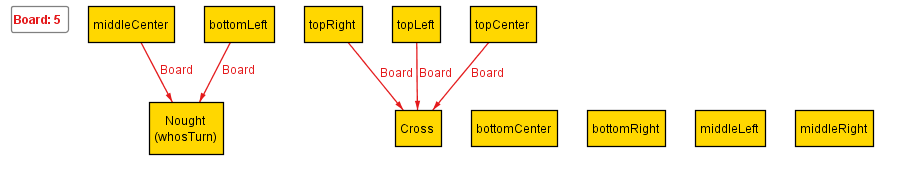 Board: 5
middleCenter
bottomLeft
topRight
topLeft
topCenter
Board
Board
Board
Board
Board
Nought
(whosTurn)
Cross
bottomCenter
bottomRight
middleLeft
middleRight